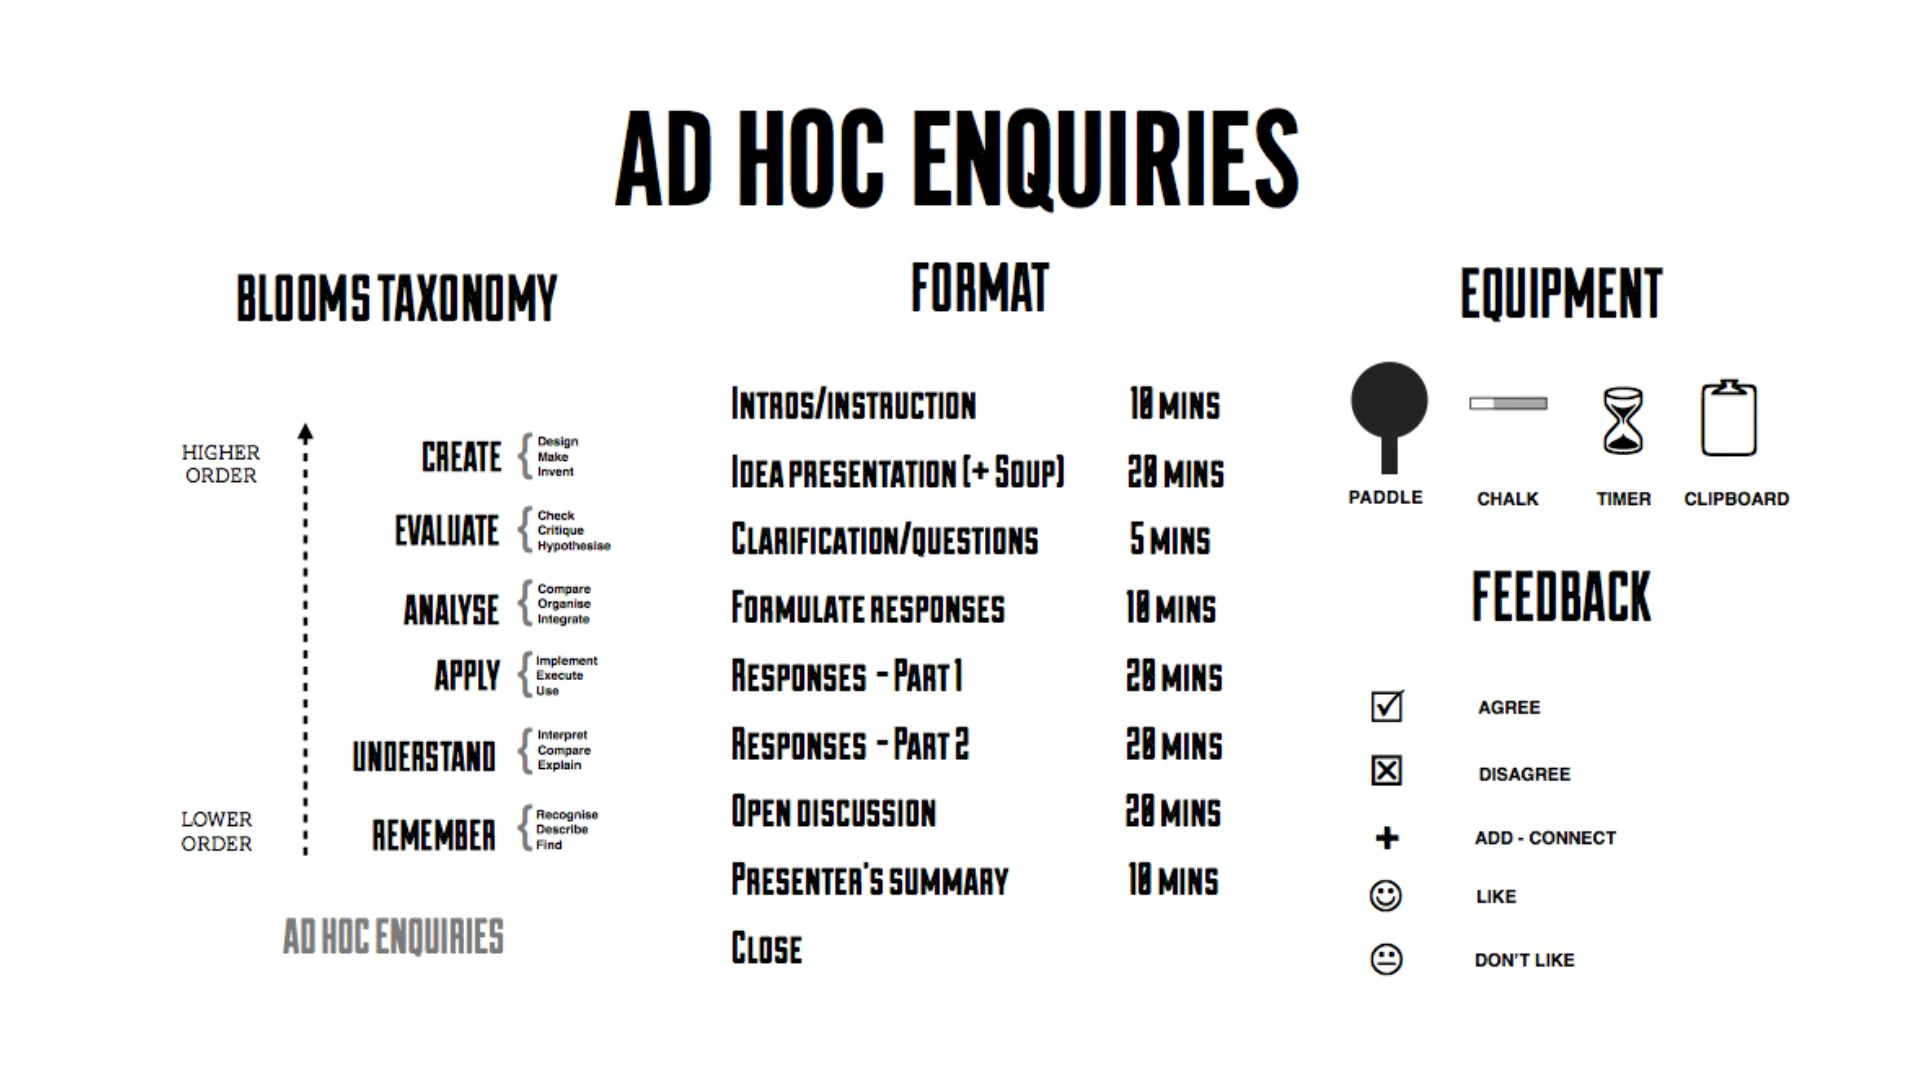 AD HOC ENQUIRIES
BLOOMS TAXONOMY
HIGHER
ORDER
CREATE
Design
Make
Invent
EVALUATE
Check
Critique
Hypothesise
ANALYSE
Compare
Organise
Integrate
APPLY
Implement
Execute
Use
UNDERSTAND
Interpret
Compare
Explain
LOWER
ORDER
REMEMBER
Recognise
Describe
Find
AD HOC ENQUIRIES
FORMAT
INTROS/INSTRUCTION 10 MINS
IDEA PRESENTATION (+ SOUP) 20 MINS
CLARIFICATION/QUESTIONS 5 MINS
FORMULATE RESPONSES 10 MINS
RESPONSES - PART 1 20 MINS
RESPONSES - PART 2 20 MINS
OPEN DISCUSSION 20 MINS
PRESENTER'S SUMMARY 10 MINS
CLOSE
EQUIPMENT
PADDLE CHALK TIMER CLIPBOARD
FEEDBACK
AGREE
DISAGREE
+ ADD - CONNECT
LIKE
DON'T LIKE